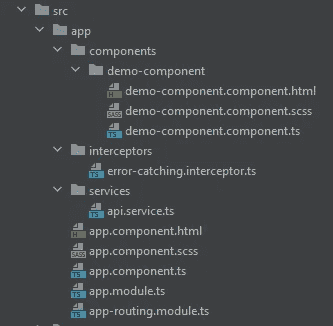 src
app
components
demo-component
demo-component.component.html
demo-component.component.scss
demo-component.component.ts
interceptors
error-catching.interceptor.ts
services
api.service.ts
app.component.html
app.component.scss
app.component.ts
app.module.ts
app-routing.module.ts